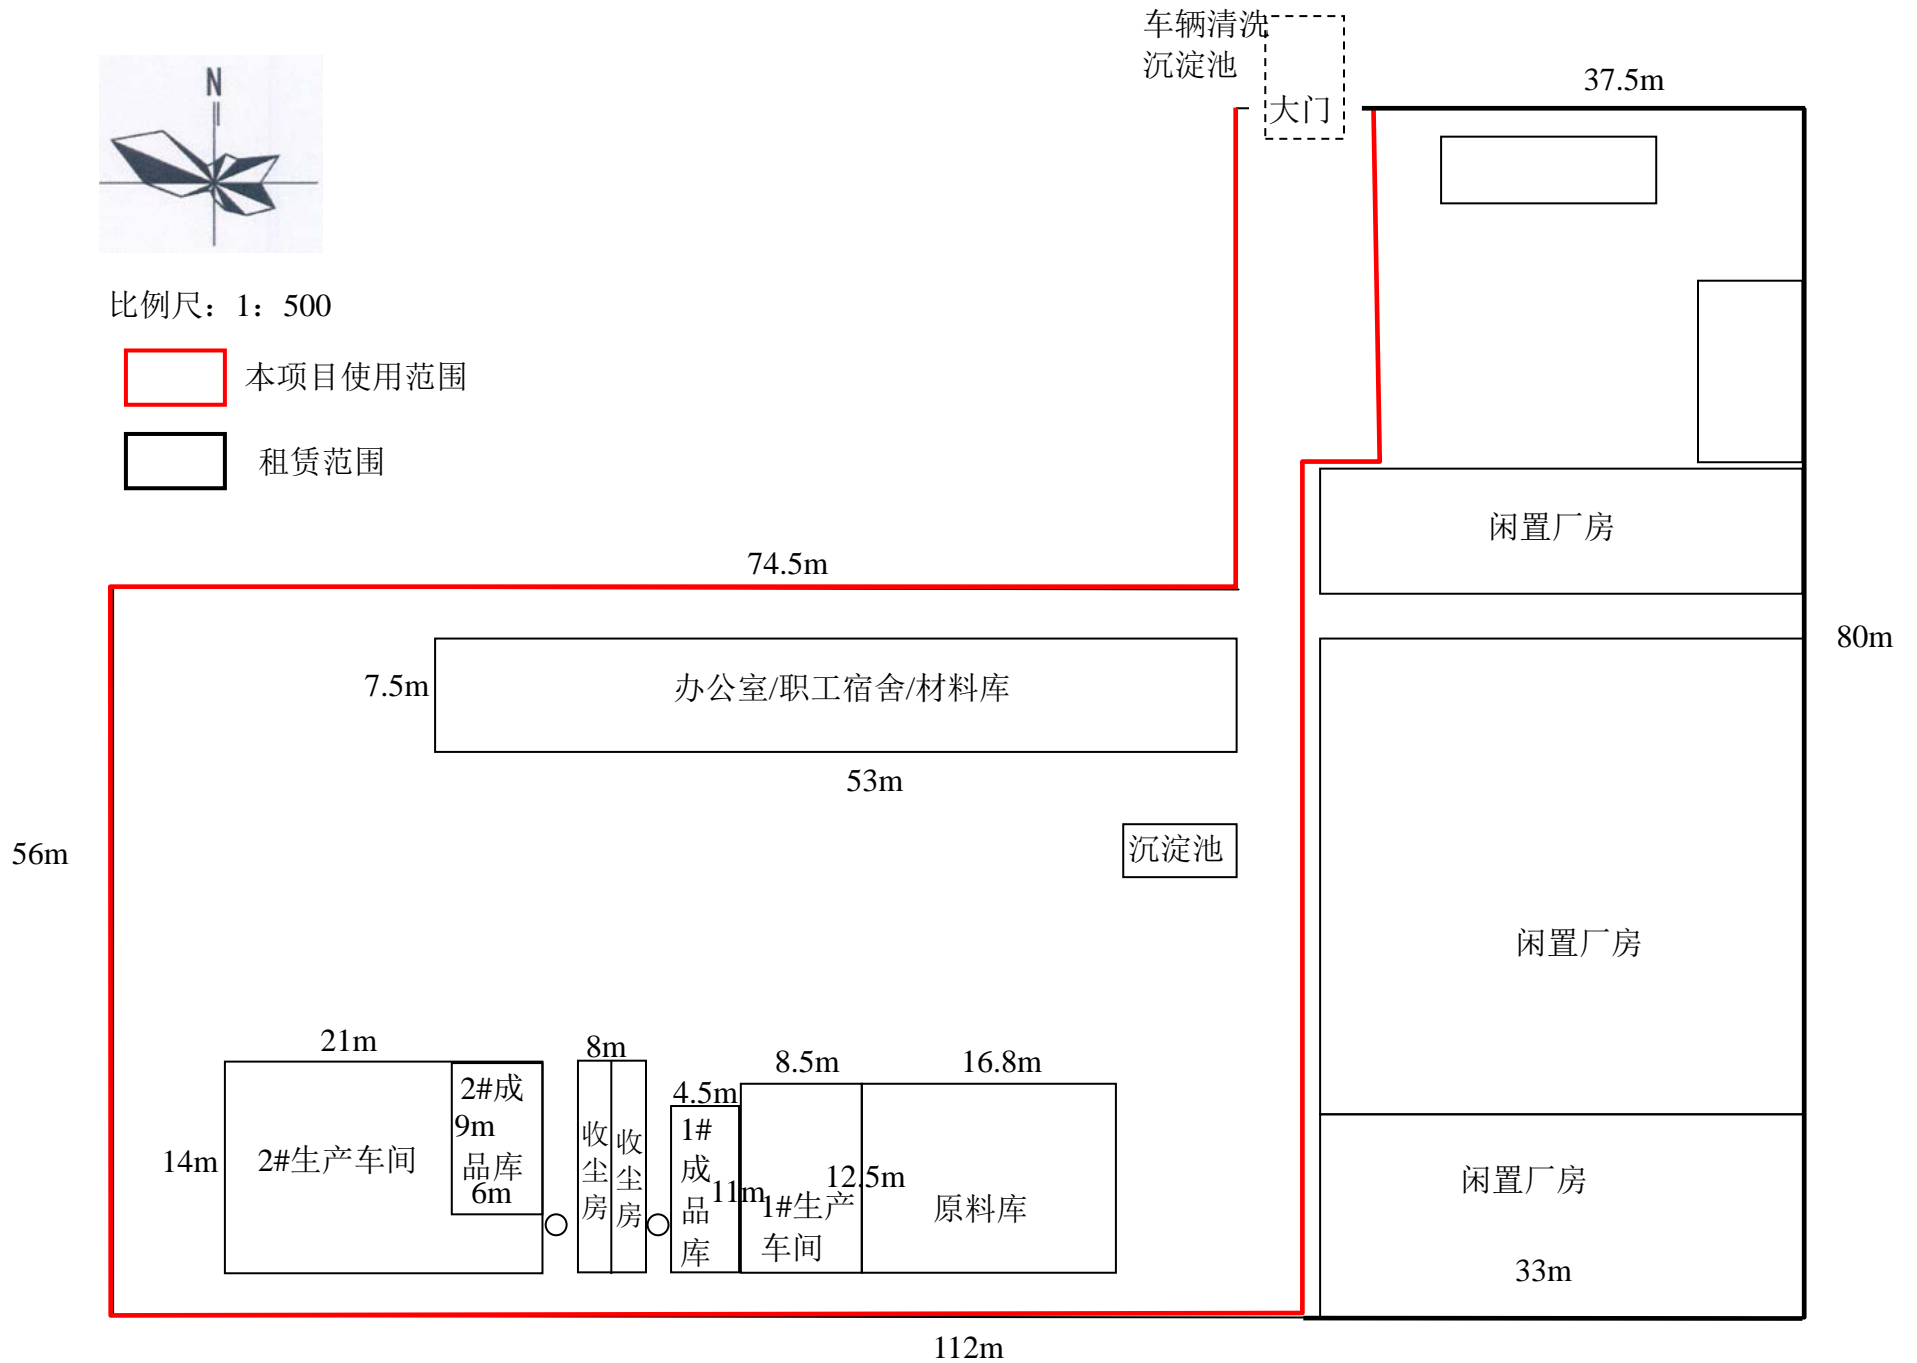 车辆清洗
沉淀池
大门
37.5m
N
比例尺：1：500
本项目使用范围
租赁范围
闲置厂房
74.5m
80m
7.5m
办公室/职工宿舍/材料库
53m
沉淀池
56m
闲置厂房
21m
8m
8.5m
16.8m
4.5m
2#成
品库
9m
6m
14m
2#生产车间
收尘房
收尘房
1#
成
品
库
11m
12.5m
1#生产
车间
原料库
闲置厂房
33m
112m